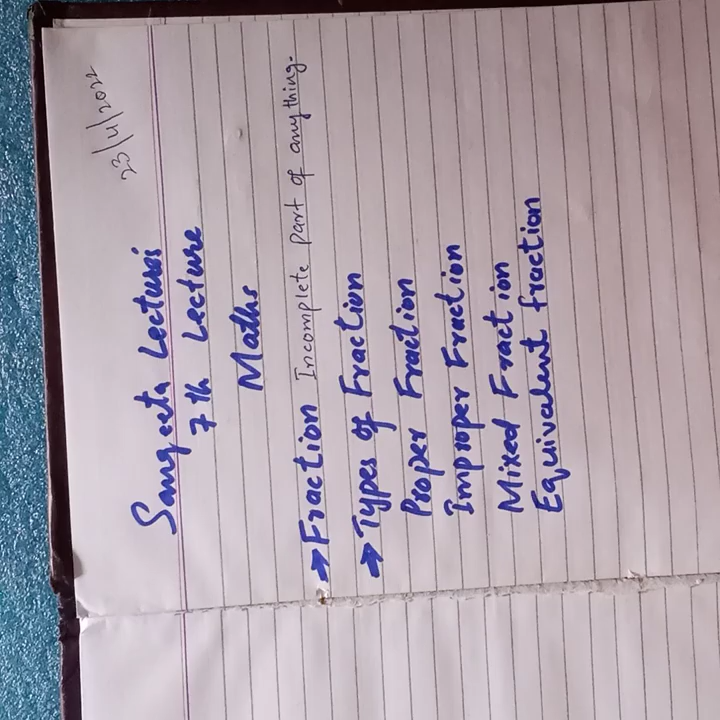 23/4/2022
Sangeeta Lectures
7th Lecture
Maths
→ Fraction Incomplete part of anything.
→ Types of Fraction
Proper Fraction
Improper Fraction
Mixed Fraction
Equivalent fraction